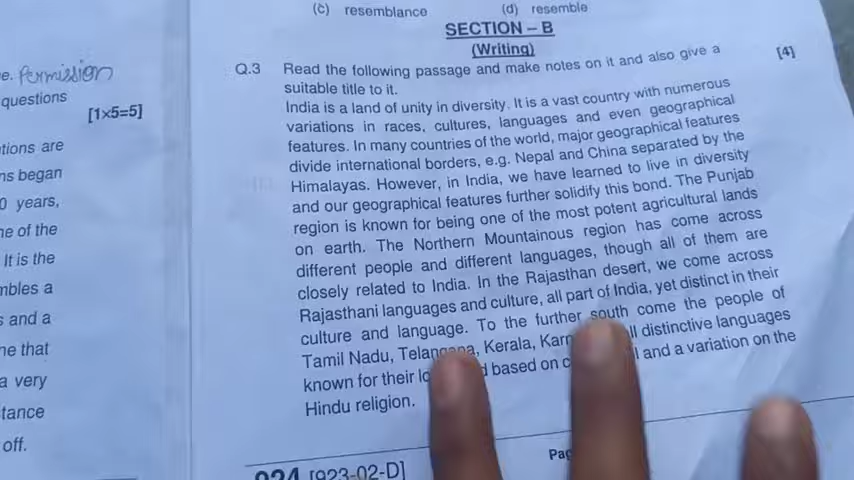 (c) resemblance (d) resemble
SECTION – B
(Writing)
Q.3 Read the following passage and make notes on it and also give a [4]
suitable title to it.
India is a land of unity in diversity. It is a vast country with numerous
variations in races, cultures, languages and even geographical
features. In many countries of the world, major geographical features
divide international borders, e.g. Nepal and China separated by the
Himalayas. However, in India, we have learned to live in diversity
and our geographical features further solidify this bond. The Punjab
region is known for being one of the most potent agricultural lands
on earth. The Northern Mountainous region has come across
different people and different languages, though all of them are
closely related to India. In the Rajasthan desert, we come across
Rajasthani languages and culture, all part of India, yet distinct in their
culture and language. To the further south come the people of
Tamil Nadu, Telangana, Kerala, all distinctive languages
known for their based on and a variation on the
Hindu religion.
924 [923-02-D]
e. Permission
questions
[1×5=5]
tions are
ns began
0 years,
ne of the
It is the
mbles a
s and a
ne that
a very
tance
off.